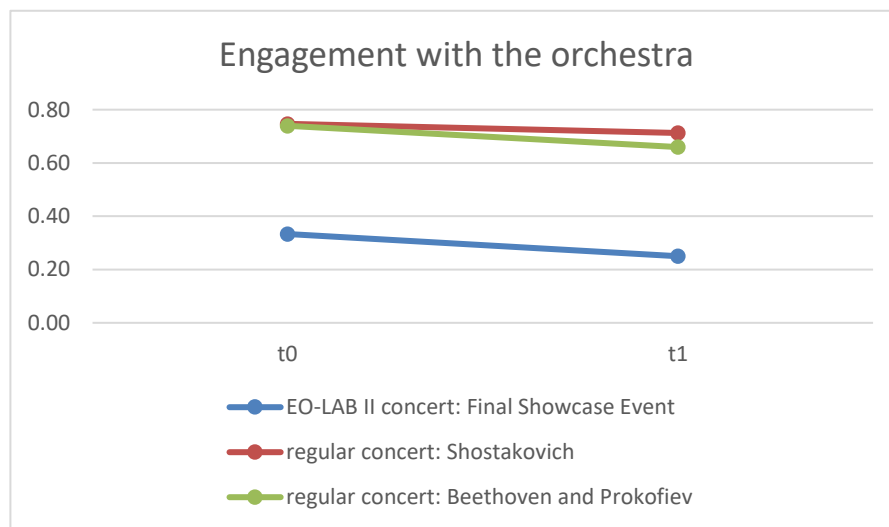 Engagement with the orchestra
0.80
0.60
0.40
0.20
0.00
t0 t1
EO-LAB II concert: Final Showcase Event
regular concert: Shostakovich
regular concert: Beethoven and Prokofiev